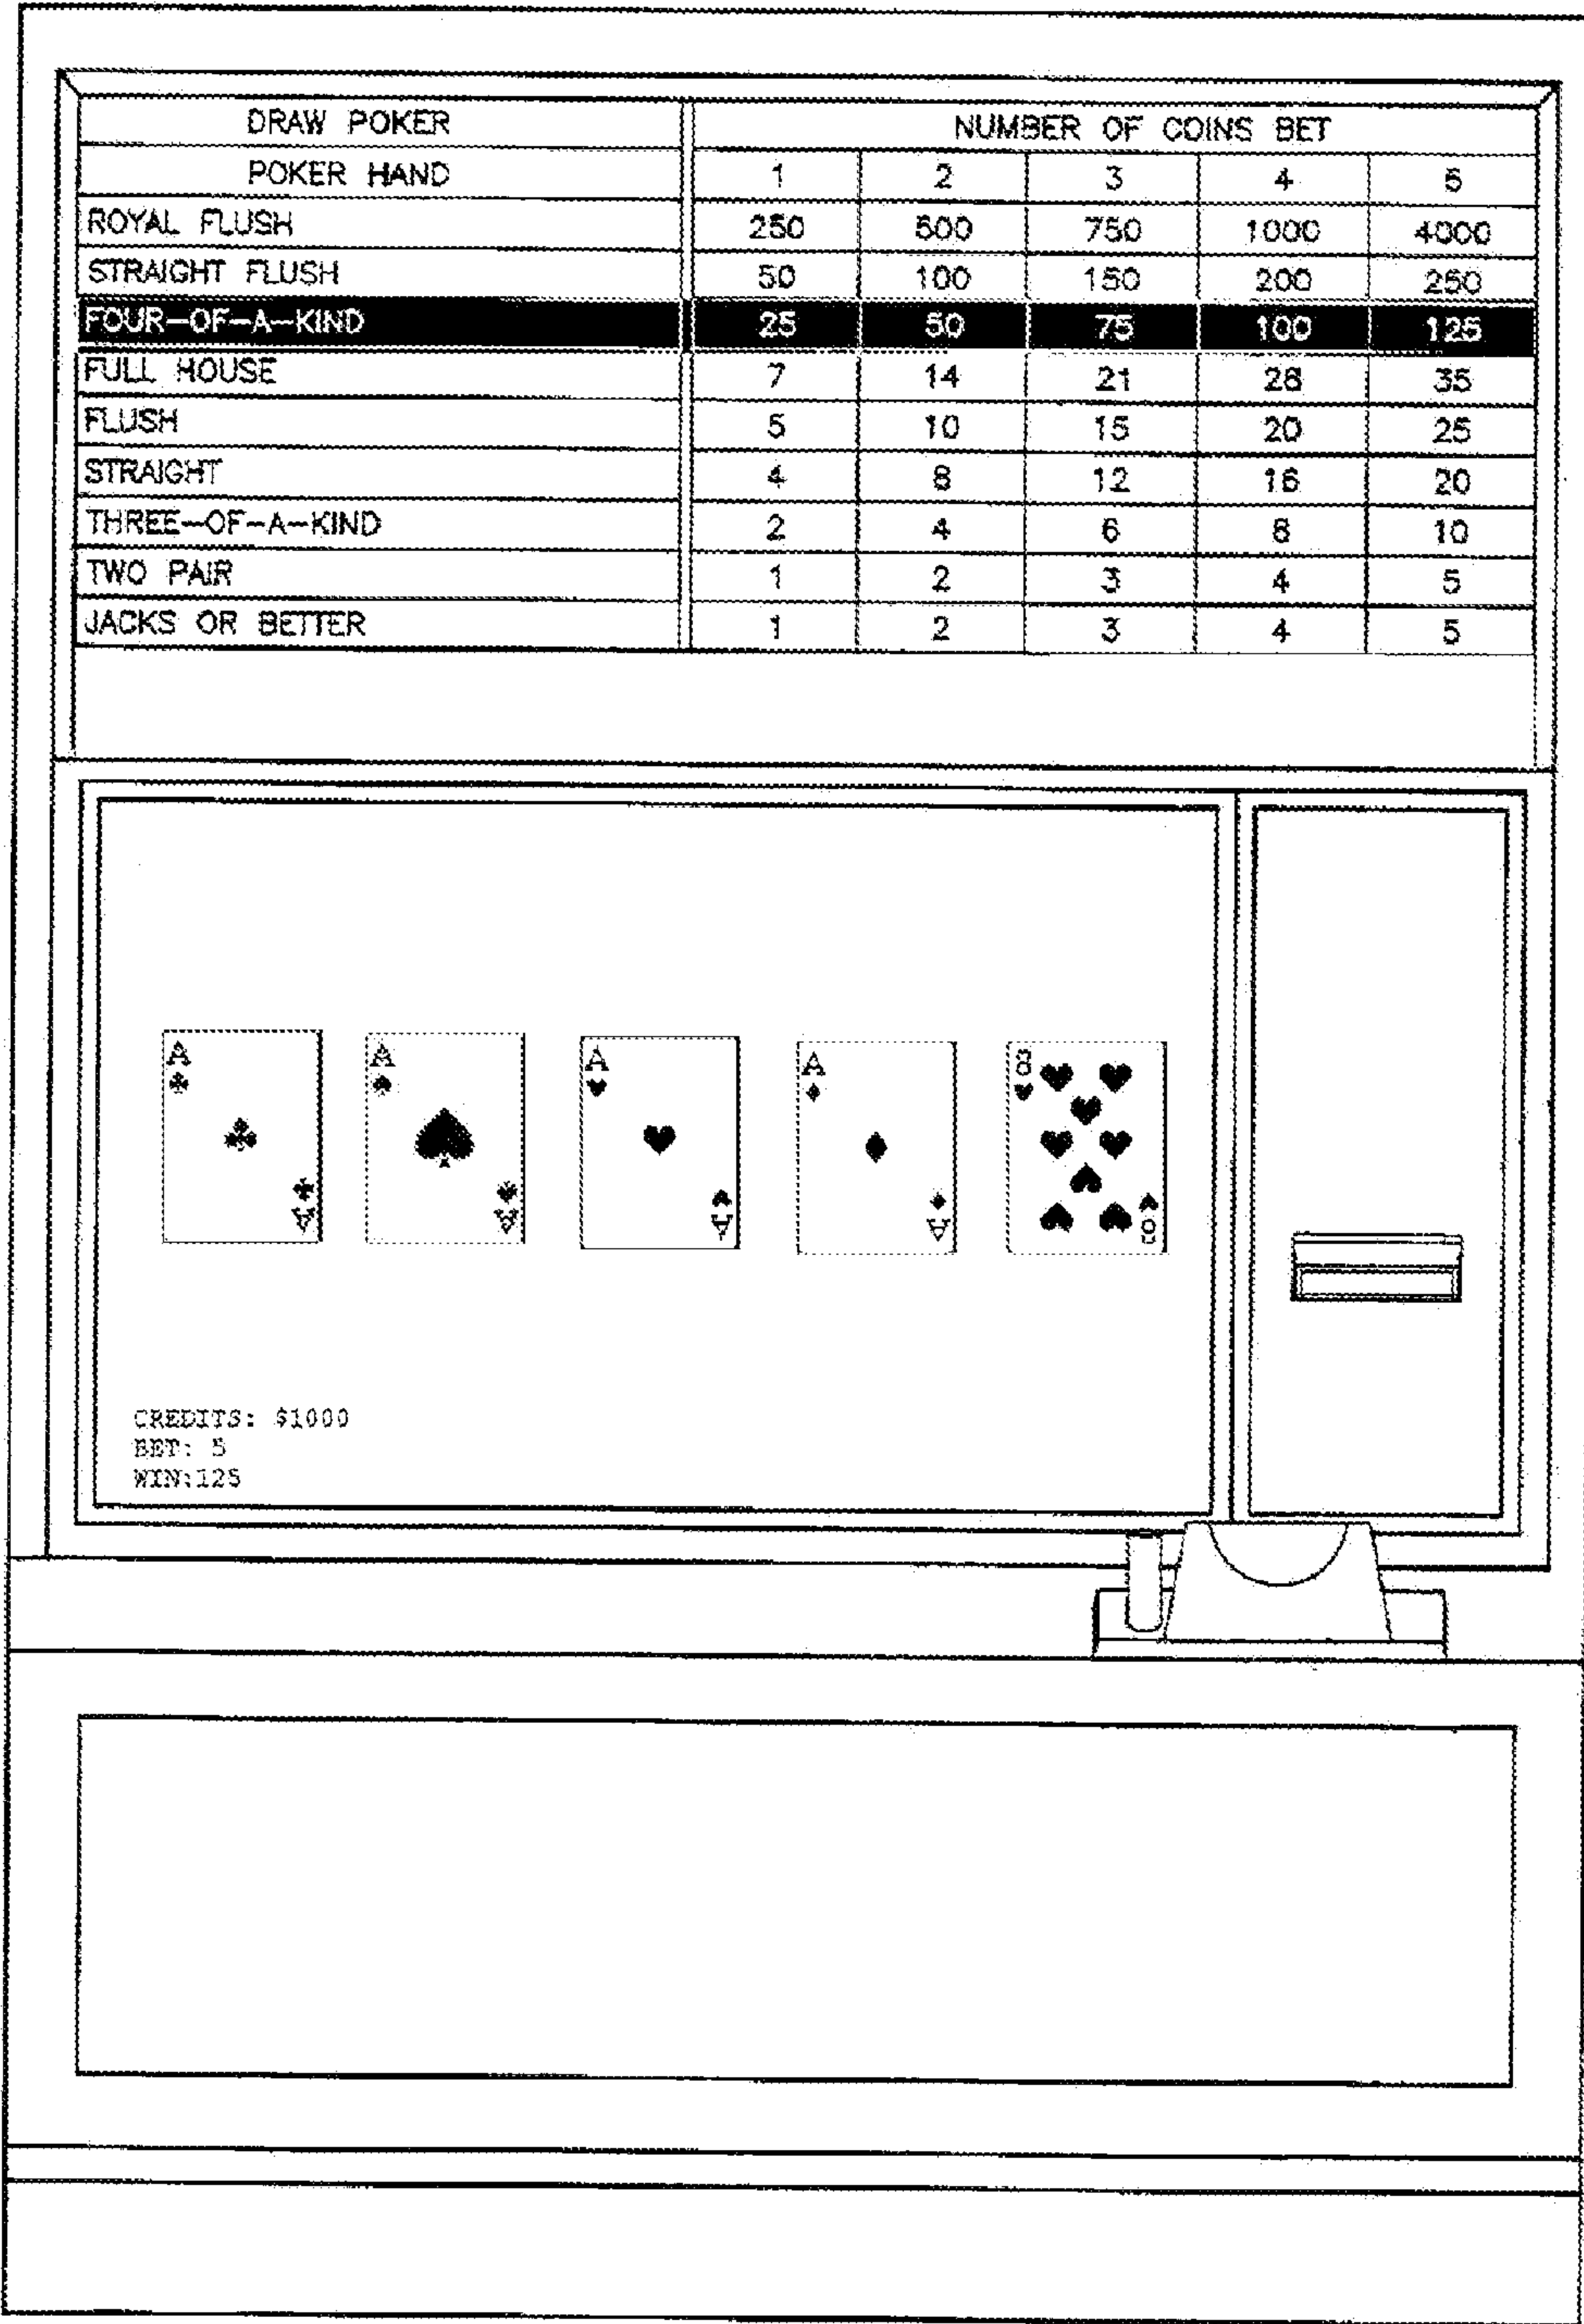 DRAW POKER NUMBER OF COINS BET
POKER HAND 1 2 3 4 5
ROYAL FLUSH 250 500 750 1000 4000
STRAIGHT FLUSH 50 100 150 200 250
FOUR-OF-A-KIND 25 50 75 100 125
FULL HOUSE 7 14 21 28 35
FLUSH 5 10 15 20 25
STRAIGHT 4 8 12 16 20
THREE-OF-A-KIND 2 4 6 8 10
TWO PAIR 1 2 3 4 5
JACKS OR BETTER 1 2 3 4 5
A A A A 8
A A A A 8
CREDITS: $1000
BET: 5
WIN:125